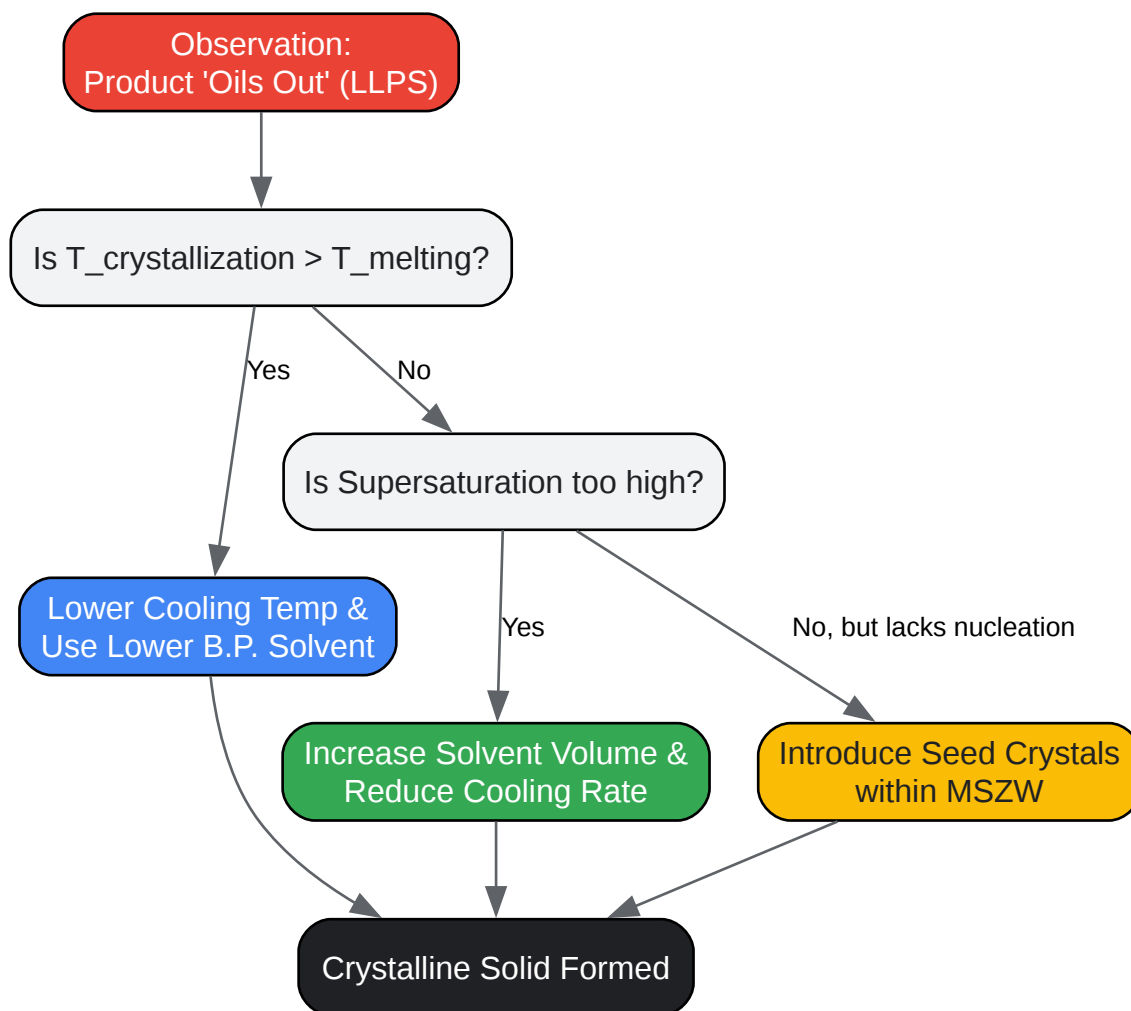 Observation:
Product 'Oils Out' (LLPS)
Is T_crystallization > T_melting?
Yes
No
Is Supersaturation too high?
Lower Cooling Temp &
Use Lower B.P. Solvent
Yes
No, but lacks nucleation
Increase Solvent Volume &
Reduce Cooling Rate
Introduce Seed Crystals
within MSZW
Crystalline Solid Formed